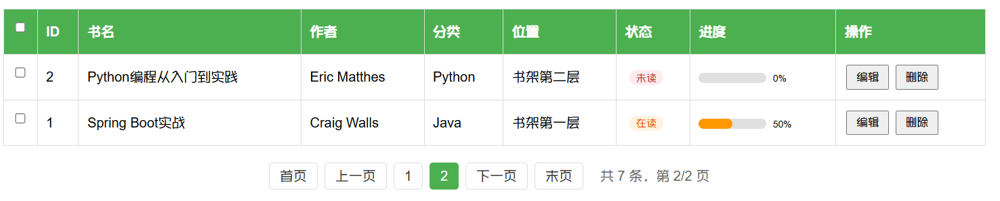 ID 书名 作者 分类 位置 状态 进度 操作
2 Python编程从入门到实践 Eric Matthes Python 书架第二层 未读 0% 编辑 删除
1 Spring Boot实战 Craig Walls Java 书架第一层 在读 50% 编辑 删除
首页 上一页 1 2 下一页 末页 共 7 条，第 2/2 页